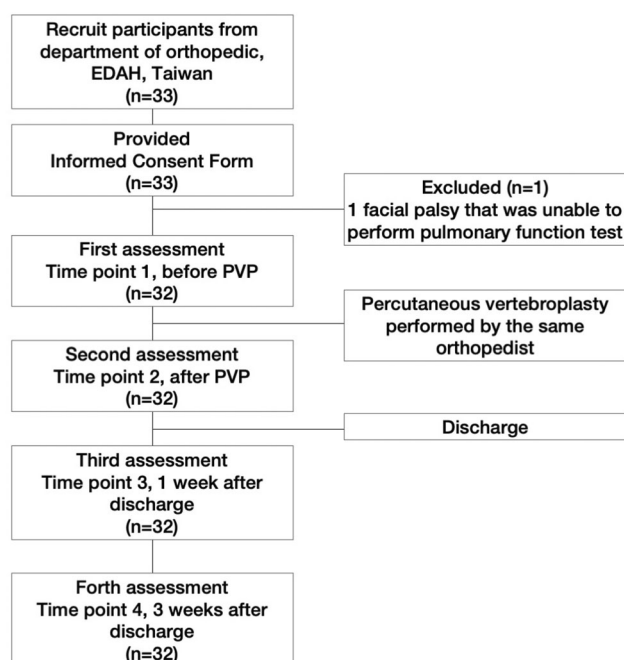 Recruit participants from
department of orthopedic,
EDAH, Taiwan
(n=33)
Provided
Informed Consent Form
(n=33)
Excluded (n=1)
1 facial palsy that was unable to
perform pulmonary function test
First assessment
Time point 1, before PVP
(n=32)
Percutaneous vertebroplasty
performed by the same
orthopedist
Second assessment
Time point 2, after PVP
(n=32)
Discharge
Third assessment
Time point 3, 1 week after
discharge
(n=32)
Forth assessment
Time point 4, 3 weeks after
discharge
(n=32)